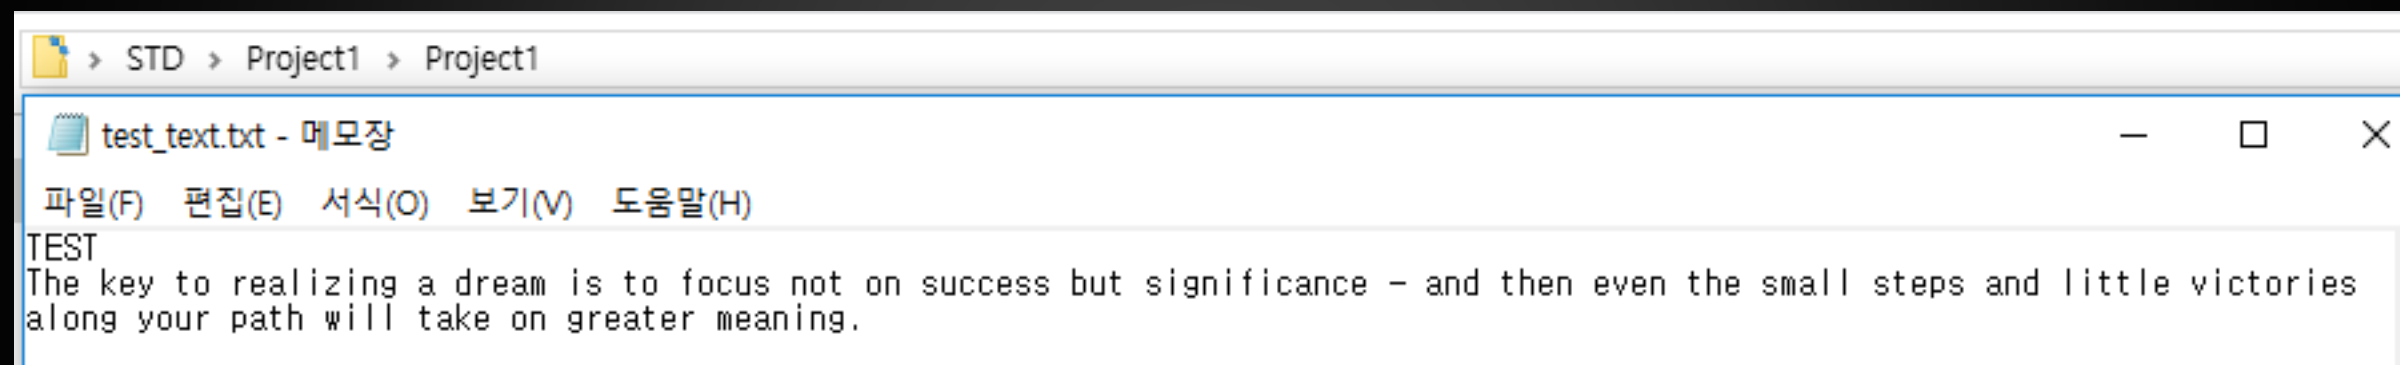 › STD › Project1 › Project1
test_text.txt - 메모장
파일(F) 편집(E) 서식(O) 보기(V) 도움말(H)
TEST
The key to realizing a dream is to focus not on success but significance - and then even the small steps and little victories
along your path will take on greater meaning.